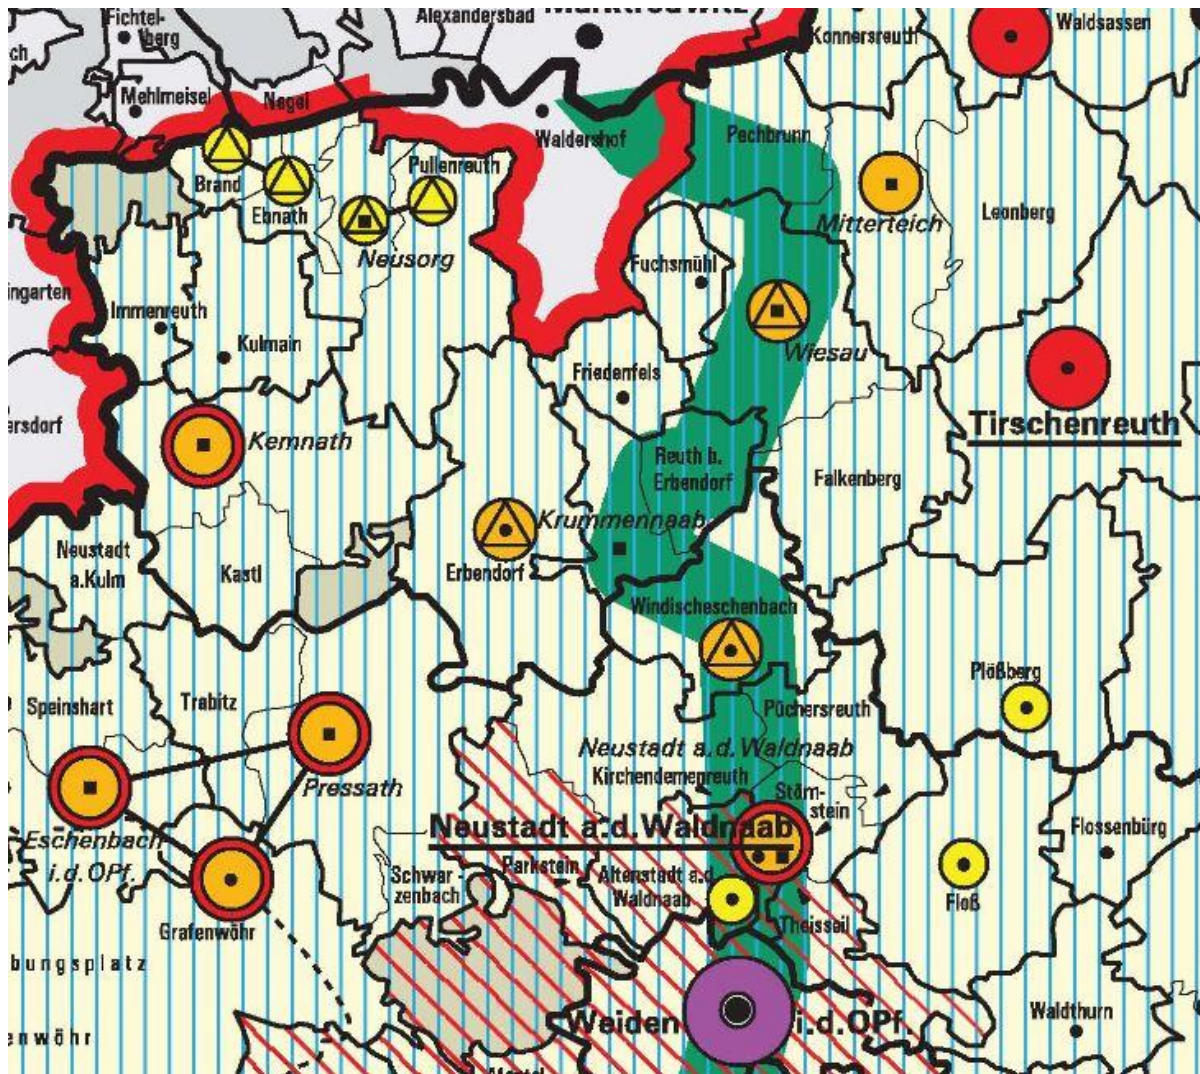 Fichtel-
berg
Alexandersbad
Marktredwitz
Konnersreuth
Waldsassen
ch
Mehlmeisel
Nagel
Waldershof
Pechbrunn
Pullenreuth
Brand
Ebnath
Neusorg
Mitterteich
Leonberg
Fuchsmühl
ingarten
Immenreuth
Kulmain
Wiesau
Friedenfels
ersdorf
Kemnath
Tirschenreuth
Reuth b.
Erbendorf
Falkenberg
Krummennaab
Neustadt
a.Kulm
Kastl
Erbendorf
Windischeschenbach
Plößberg
Speinshart
Trabitz
Püchersreuth
Neustadt a.d. Waldnaab
Kirchendemenreuth
Pressath
Störn-
stein
Neustadt a.d. Waldnaab
Flossenbürg
Eschenbach
i.d.OPf.
Parkstein
Schwar-
zenbach
Altenstadt a.d.
Waldnaab
Floß
Theisseil
Grafenwöhr
bungsplatz
Weiden i.d.OPf.
Waldthurn
enwöhr